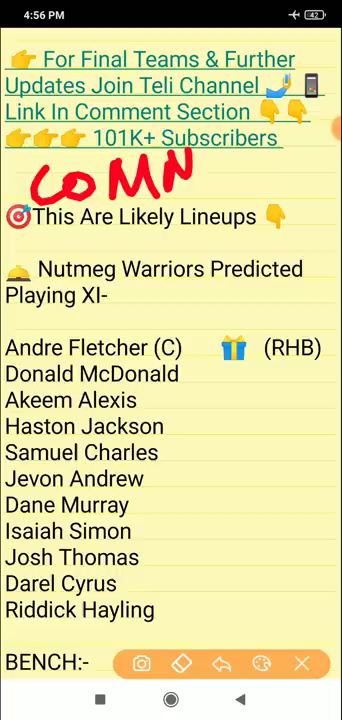 4:56 PM
42
👉 For Final Teams & Further
Updates Join Teli Channel 🤳📱
Link In Comment Section 👇👇
👉👉👉 101K+ Subscribers
COMN
🎯This Are Likely Lineups 👇
🛎️ Nutmeg Warriors Predicted
Playing XI-
Andre Fletcher (C) 🎁 (RHB)
Donald McDonald
Akeem Alexis
Haston Jackson
Samuel Charles
Jevon Andrew
Dane Murray
Isaiah Simon
Josh Thomas
Darel Cyrus
Riddick Hayling
BENCH:-